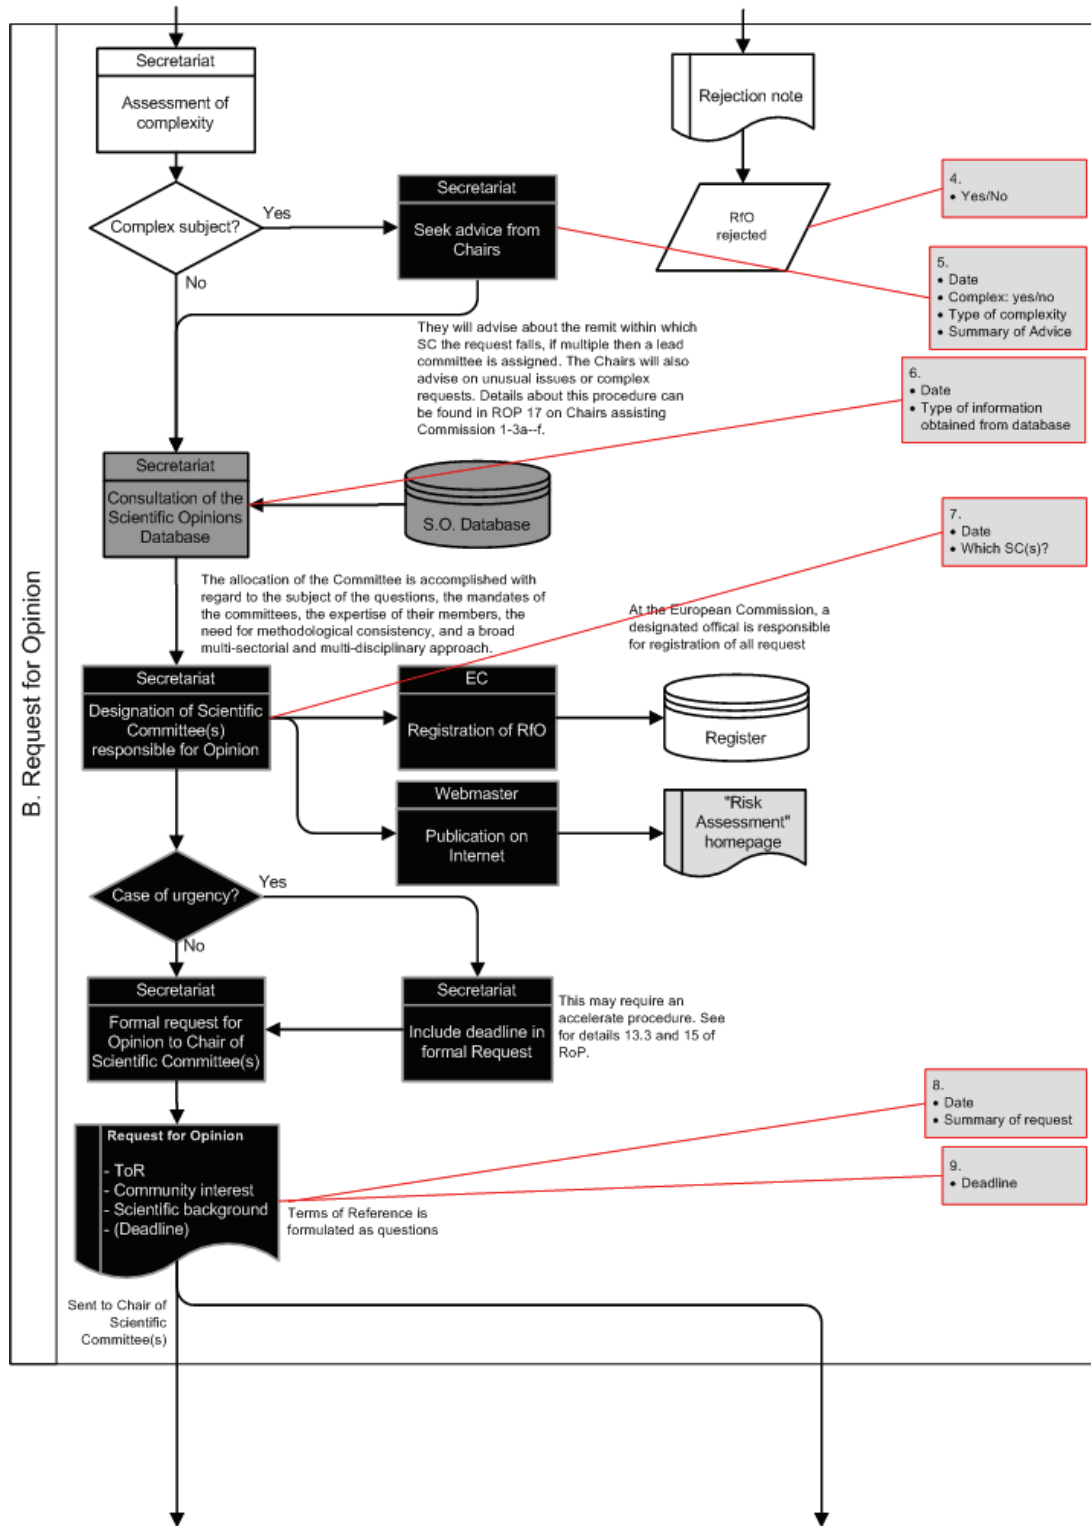 B. Request for Opinion
Secretariat
Assessment of
complexity
Rejection note
Complex subject?
Yes
No
Secretariat
Seek advice from
Chairs
RfO
rejected
4.
• Yes/No
5.
• Date
• Complex: yes/no
• Type of complexity
• Summary of Advice
They will advise about the remit within which
SC the request falls, if multiple then a lead
committee is assigned. The Chairs will also
advise on unusual issues or complex
requests. Details about this procedure can
be found in ROP 17 on Chairs assisting
Commission 1-3a--f.
6.
• Date
• Type of information
obtained from database
Secretariat
Consultation of the
Scientific Opinions
Database
S.O. Database
7.
• Date
• Which SC(s)?
The allocation of the Committee is accomplished with
regard to the subject of the questions, the mandates of
the committees, the expertise of their members, the
need for methodological consistency, and a broad
multi-sectorial and multi-disciplinary approach.
At the European Commission, a
designated offical is responsible
for registration of all request
Secretariat
Designation of Scientific
Committee(s)
responsible for Opinion
EC
Registration of RfO
Register
Webmaster
Publication on
Internet
"Risk
Assessment"
homepage
Case of urgency?
Yes
No
Secretariat
Formal request for
Opinion to Chair of
Scientific Committee(s)
Secretariat
Include deadline in
formal Request
This may require an
accelerate procedure. See
for details 13.3 and 15 of
RoP.
8.
• Date
• Summary of request
9.
• Deadline
Request for Opinion
- ToR
- Community interest
- Scientific background
- (Deadline)
Terms of Reference is
formulated as questions
Sent to Chair of
Scientific
Committee(s)